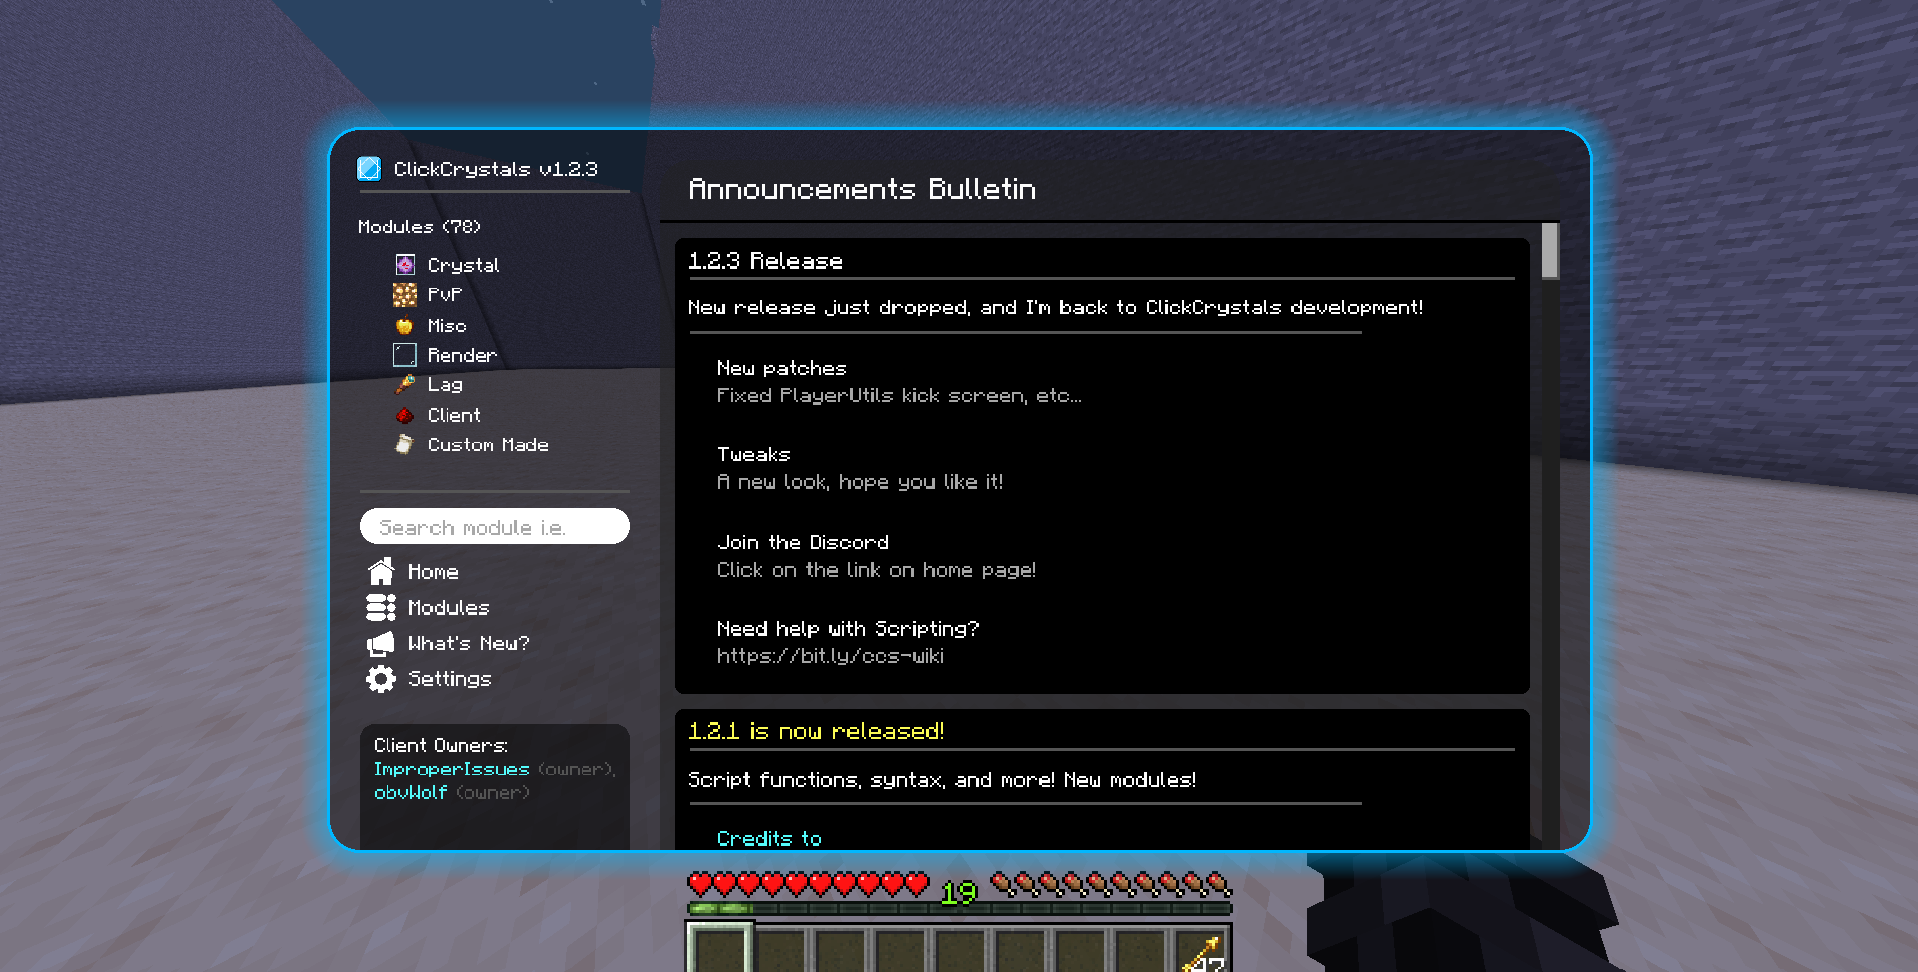 ClickCrystals v1.2.3
Modules (78)
Crystal
PvP
Misc
Render
Lag
Client
Custom Made
Search module i.e.
Home
Modules
What's New?
Settings
Client Owners:
ImproperIssues (owner),
obvWolf (owner)
Announcements Bulletin
1.2.3 Release
New release just dropped, and I'm back to ClickCrystals development!
New patches
Fixed PlayerUtils kick screen, etc...
Tweaks
A new look, hope you like it!
Join the Discord
Click on the link on home page!
Need help with Scripting?
https://bit.ly/ccs-wiki
1.2.1 is now released!
Script functions, syntax, and more! New modules!
Credits to
19